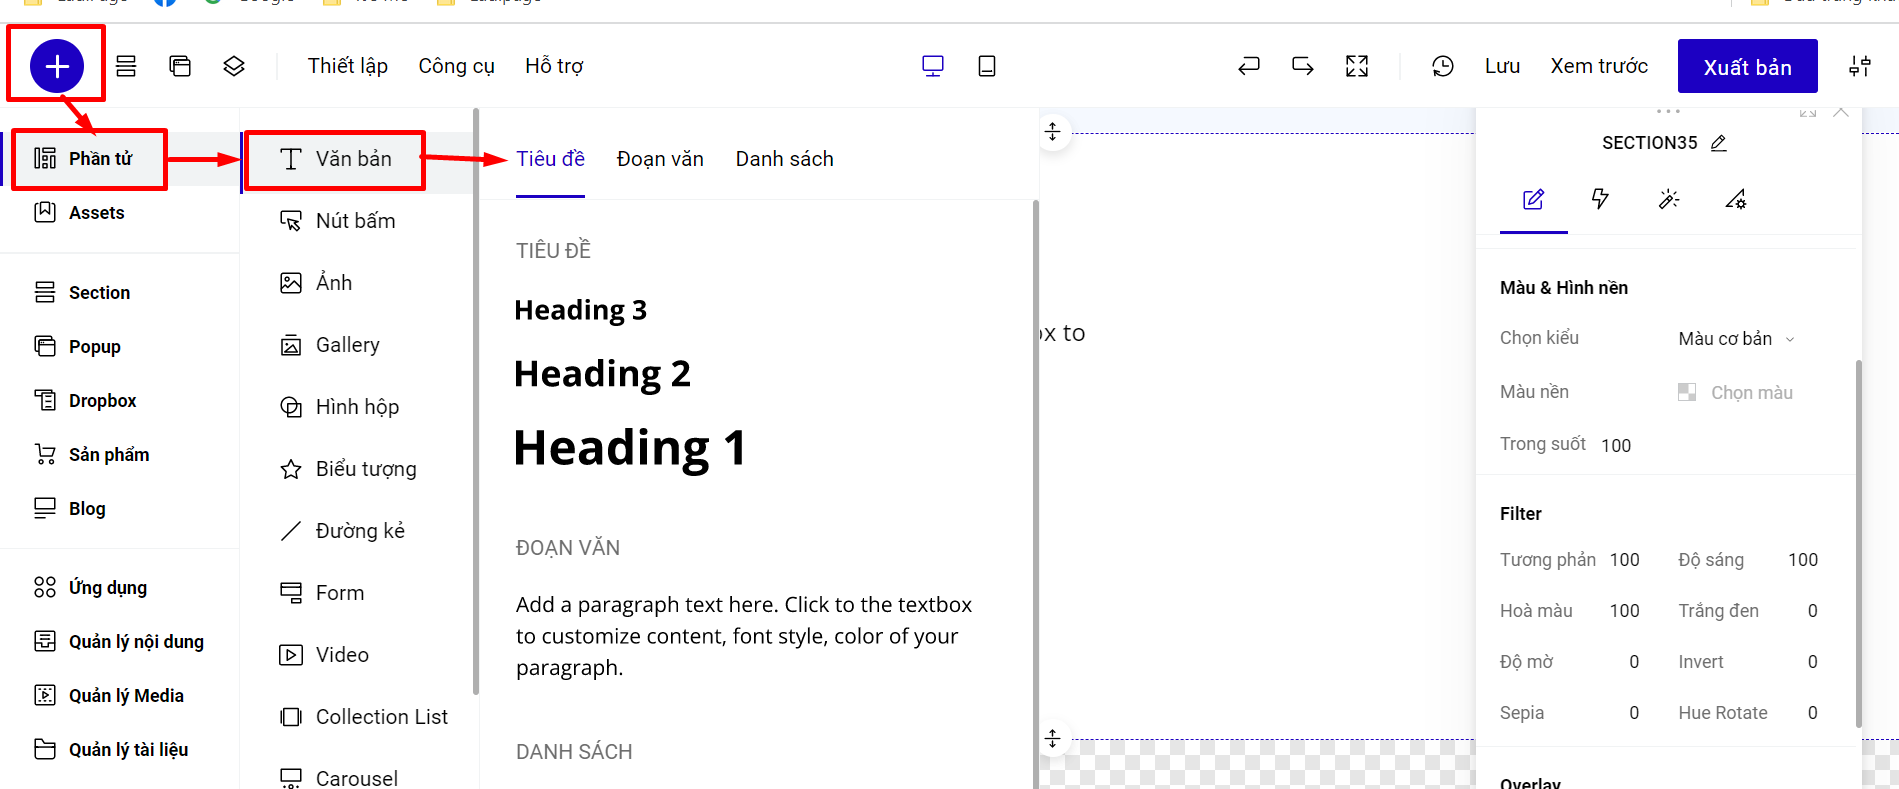 Thiết lập
Công cụ
Hỗ trợ
Lưu
Xem trước
Xuất bản
Phần tử
Assets
Section
Popup
Dropbox
Sản phẩm
Blog
Ứng dụng
Quản lý nội dung
Quản lý Media
Quản lý tài liệu
Văn bản
Nút bấm
Ảnh
Gallery
Hình hộp
Biểu tượng
Đường kẻ
Form
Video
Collection List
Carousel
Tiêu đề
Đoạn văn
Danh sách
TIÊU ĐỀ
Heading 3
Heading 2
Heading 1
ĐOẠN VĂN
Add a paragraph text here. Click to the textbox
to customize content, font style, color of your
paragraph.
DANH SÁCH
to
SECTION35
Màu & Hình nền
Chọn kiểu
Màu cơ bản
Màu nền
Chọn màu
Trong suốt 100
Filter
Tương phản 100
Độ sáng 100
Hoà màu 100
Trắng đen 0
Độ mờ 0
Invert 0
Sepia 0
Hue Rotate 0
Overlay